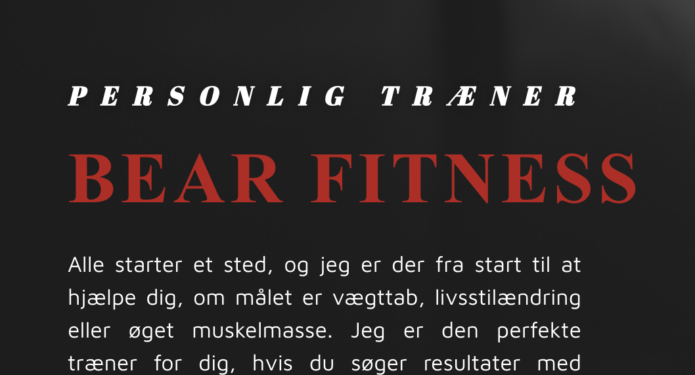 PERSONLIG TRÆNER
BEAR FITNESS
Alle starter et sted, og jeg er der fra start til at
hjælpe dig, om målet er vægttab, livsstilændring
eller øget muskelmasse. Jeg er den perfekte
træner for dig, hvis du søger resultater med